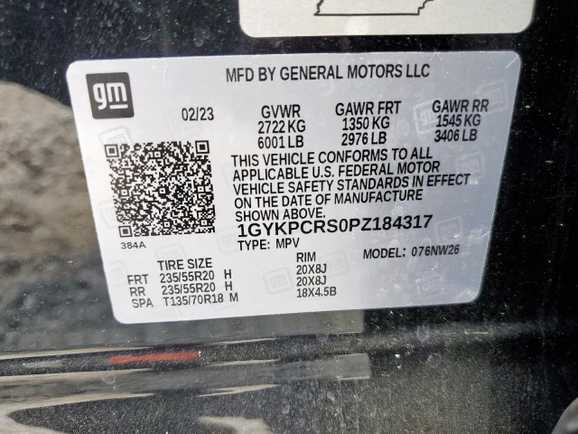 gm
MFD BY GENERAL MOTORS LLC
02/23 GVWR GAWR FRT GAWR RR
2722 KG 1350 KG 1545 KG
6001 LB 2976 LB 3406 LB
THIS VEHICLE CONFORMS TO ALL
APPLICABLE U.S. FEDERAL MOTOR
VEHICLE SAFETY STANDARDS IN EFFECT
ON THE DATE OF MANUFACTURE
SHOWN ABOVE.
384A
1GYKPCRS0PZ184317
TYPE: MPV MODEL: 076NW26
TIRE SIZE RIM
FRT 235/55R20 H 20X8J
RR 235/55R20 H 20X8J
SPA T135/70R18 M 18X4.5B